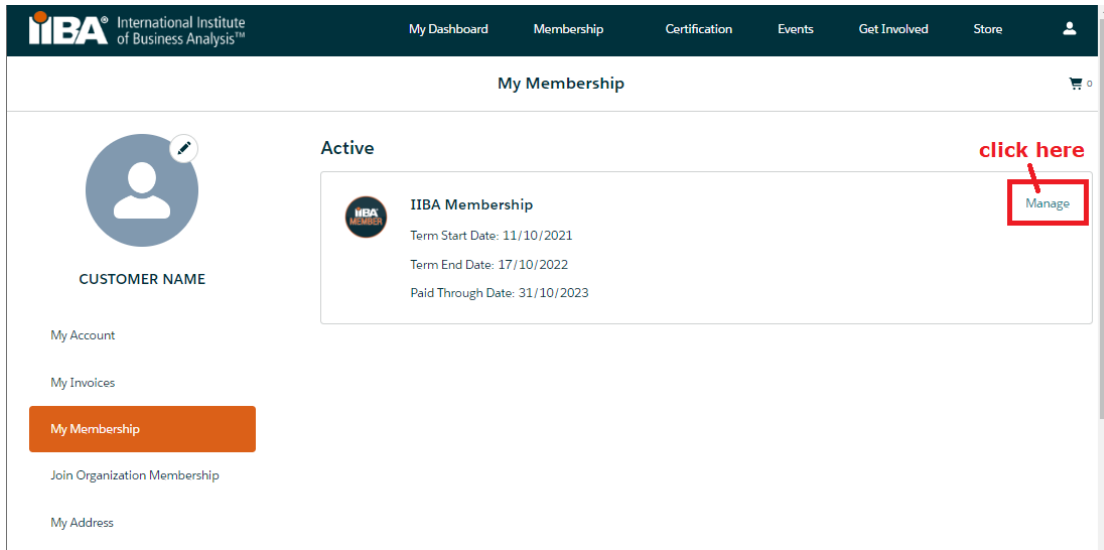 IIBA® International Institute
of Business Analysis™
My Dashboard Membership Certification Events Get Involved Store
My Membership
0
Active
click here
IIBA MEMBER
IIBA Membership
Manage
Term Start Date: 11/10/2021
Term End Date: 17/10/2022
Paid Through Date: 31/10/2023
CUSTOMER NAME
My Account
My Invoices
My Membership
Join Organization Membership
My Address